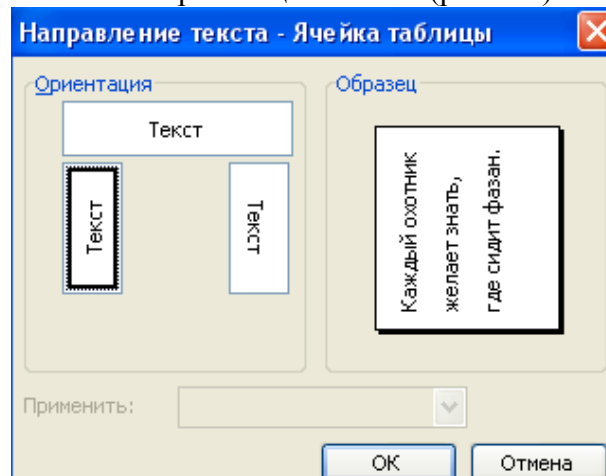 Направление текста - Ячейка таблицы
Ориентация
Образец
Текст
Текст
Текст
Каждый охотник
желает знать,
где сидит фазан.
Применить:
ОК
Отмена